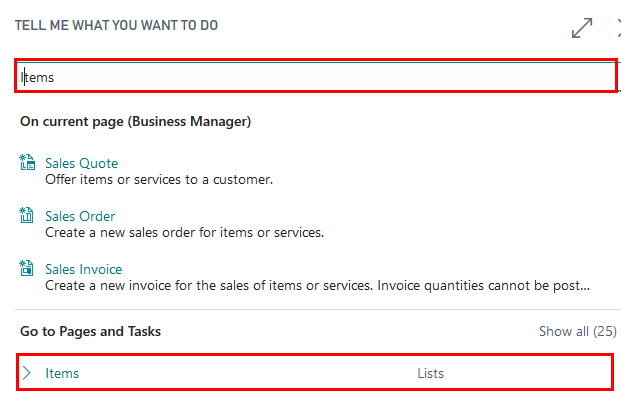 TELL ME WHAT YOU WANT TO DO
Items
On current page (Business Manager)
Sales Quote
Offer items or services to a customer.
Sales Order
Create a new sales order for items or services.
Sales Invoice
Create a new invoice for the sales of items or services. Invoice quantities cannot be post...
Go to Pages and Tasks Show all (25)
Items Lists